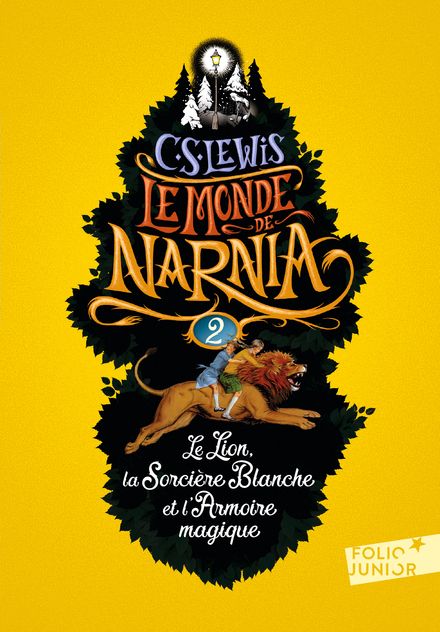 C.S. LEWIS
LE MONDE
DE
NARNIA
2
Le Lion,
la Sorcière Blanche
et l'Armoire
magique
FOLIO
JUNIOR